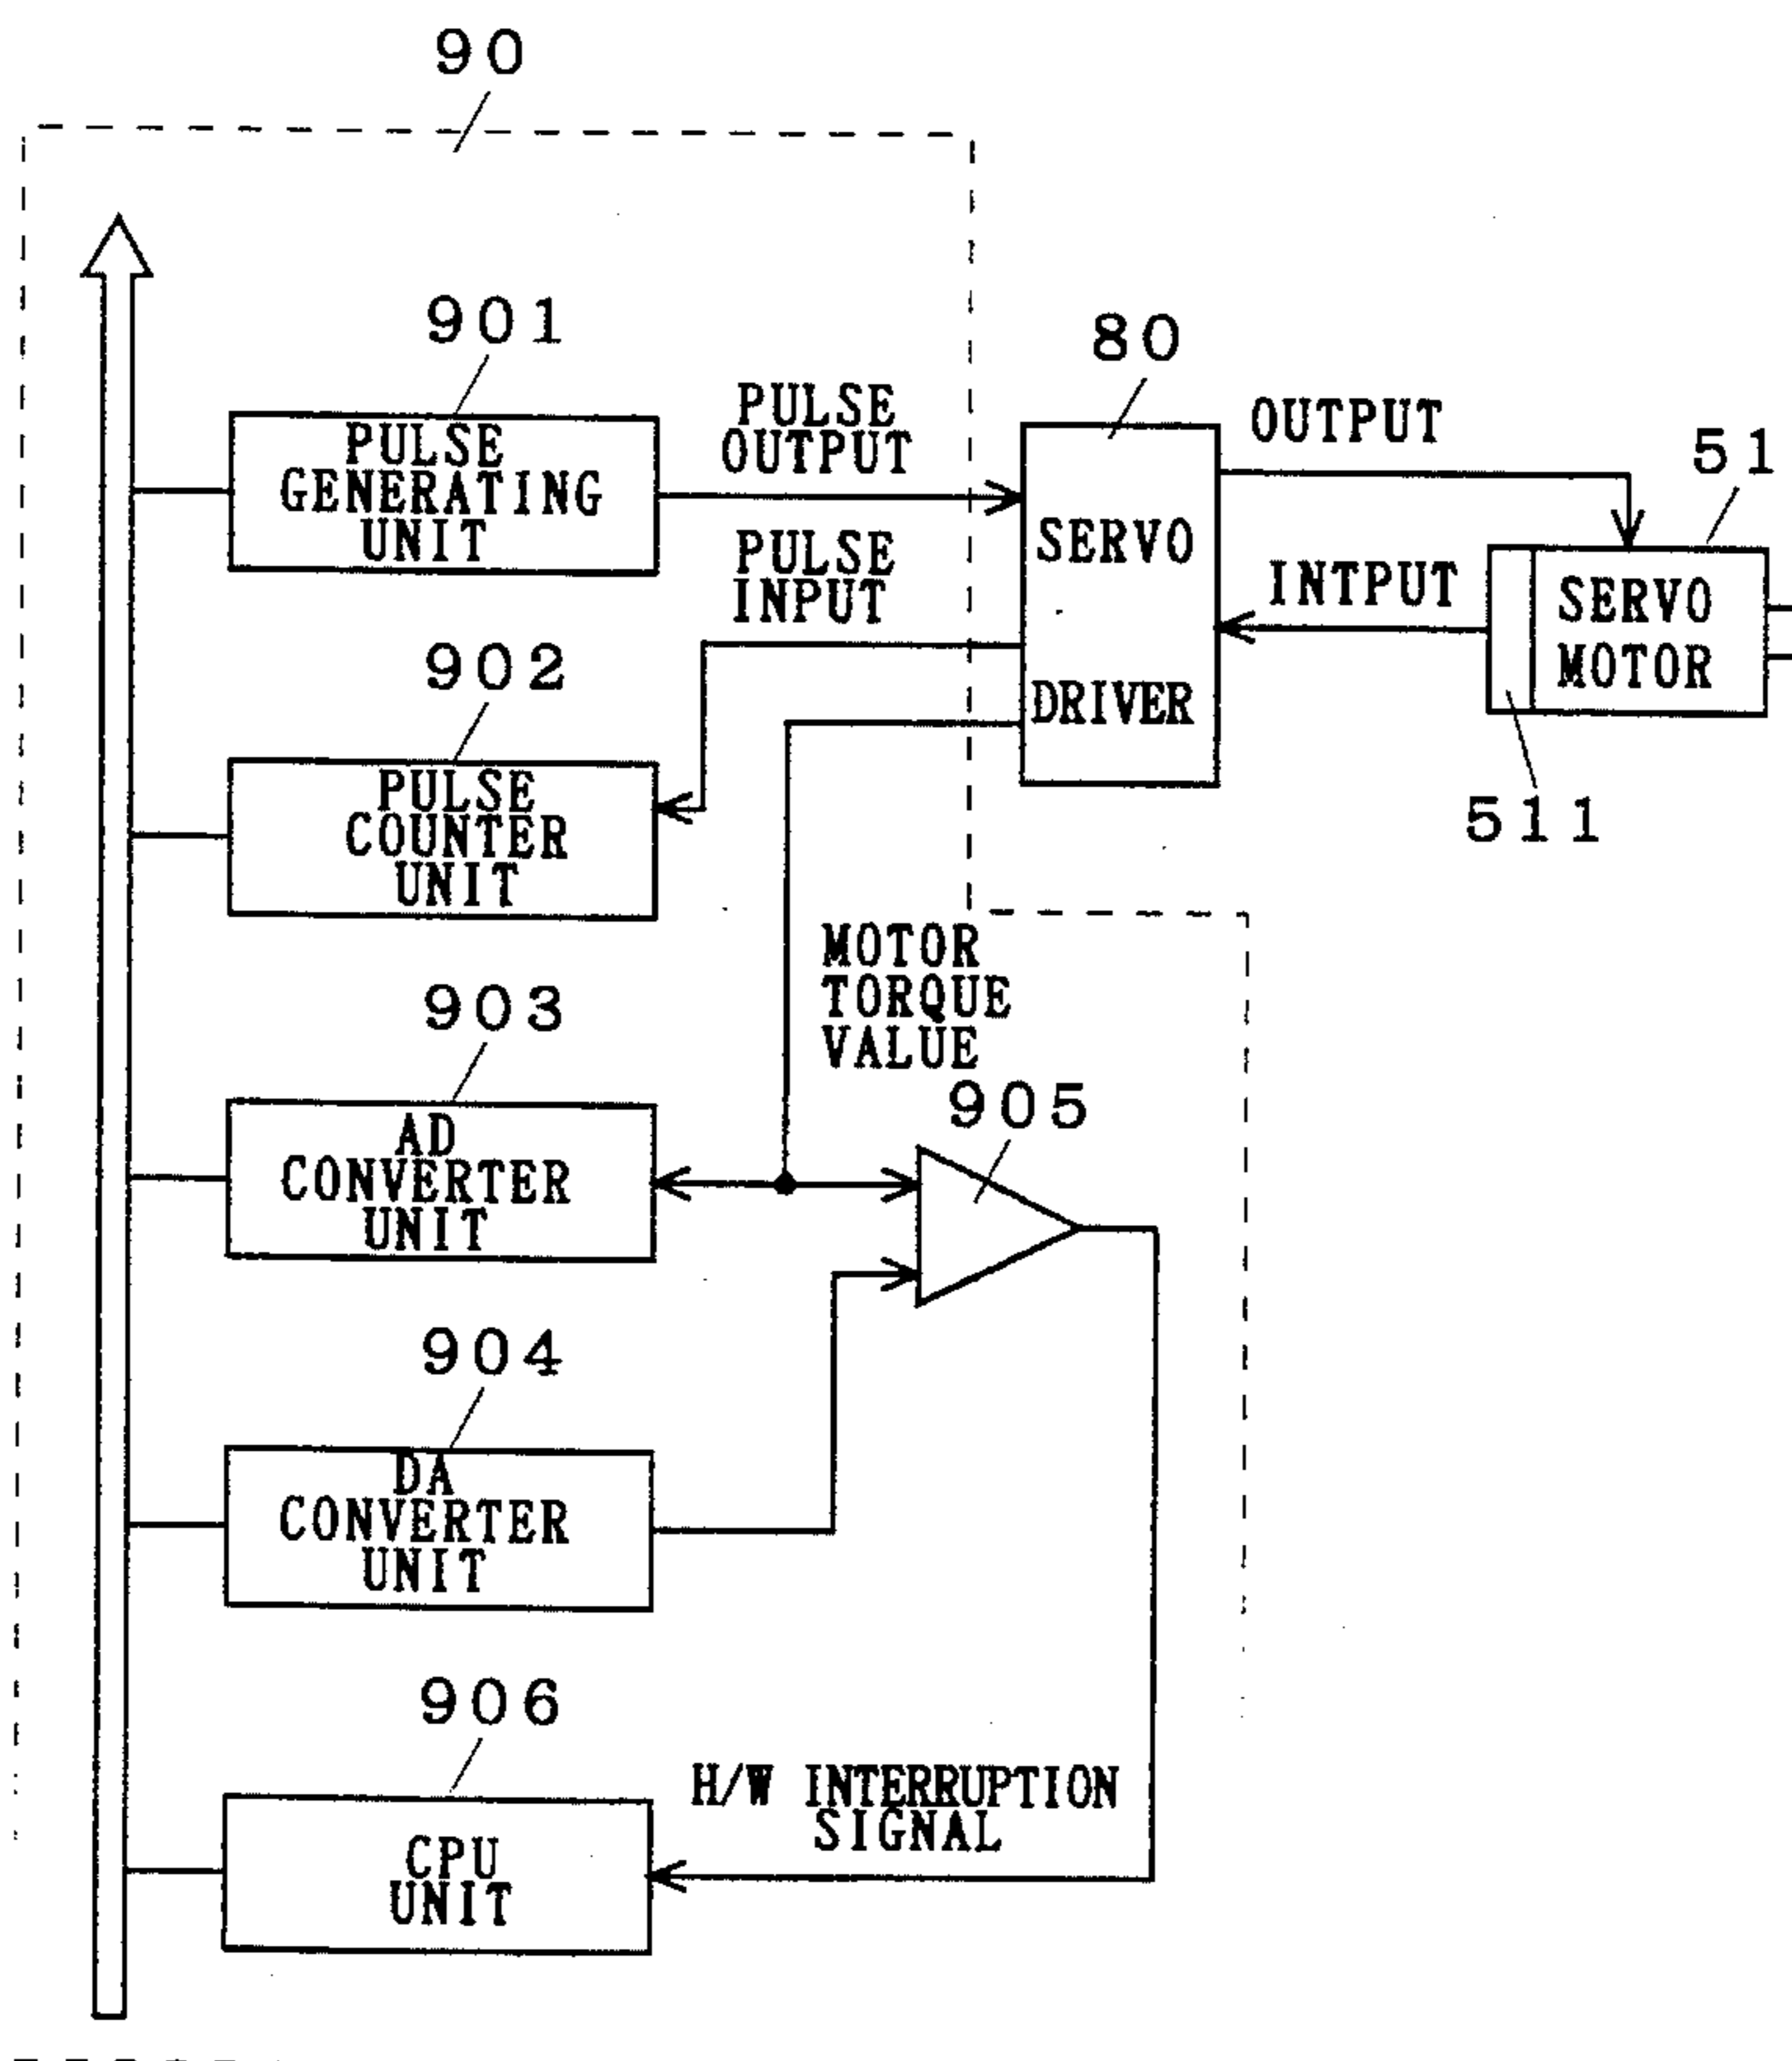 90
901
PULSE
GENERATING
UNIT
PULSE
OUTPUT
PULSE
INPUT
80
SERVO
DRIVER
OUTPUT
INTPUT
51
SERVO
MOTOR
511
902
PULSE
COUNTER
UNIT
MOTOR
TORQUE
VALUE
903
AD
CONVERTER
UNIT
905
904
DA
CONVERTER
UNIT
906
CPU
UNIT
H/W INTERRUPTION
SIGNAL